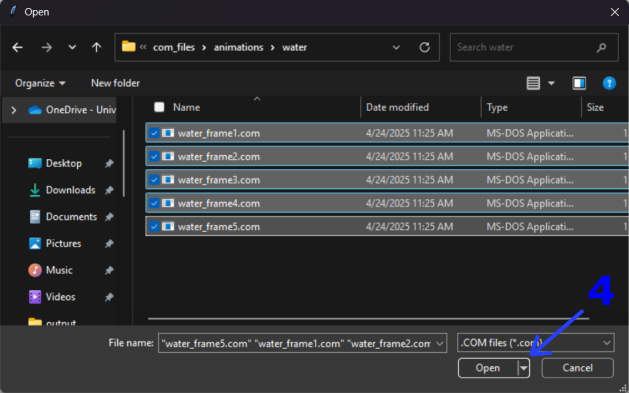 Open
com_files > animations > water
Search water
Organize
New folder
OneDrive - Univ
Name
Date modified
Type
Size
water_frame1.com 4/24/2025 11:25 AM MS-DOS Applicati... 1
water_frame2.com 4/24/2025 11:25 AM MS-DOS Applicati... 1
water_frame3.com 4/24/2025 11:25 AM MS-DOS Applicati... 1
water_frame4.com 4/24/2025 11:25 AM MS-DOS Applicati... 1
water_frame5.com 4/24/2025 11:25 AM MS-DOS Applicati... 1
Desktop
Downloads
Documents
Pictures
Music
Videos
output
4
File name: "water_frame5.com" "water_frame1.com" "water_frame2.com
.COM files (*.com)
Open
Cancel